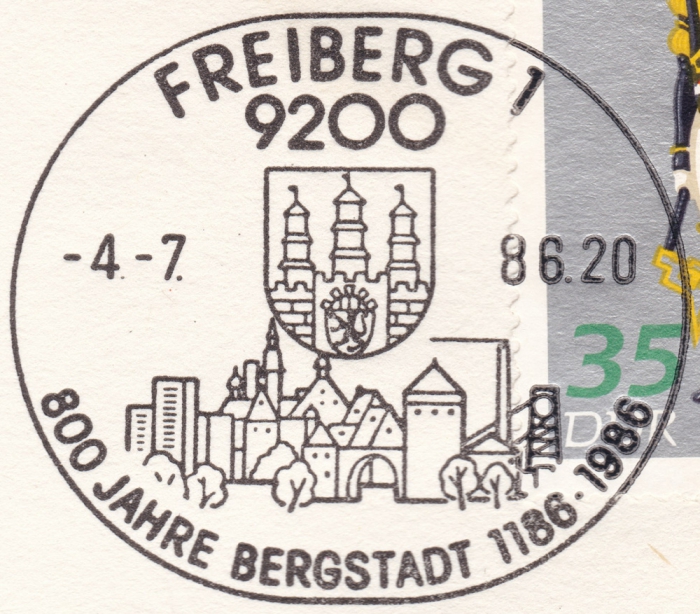 FREIBERG 1
9200
-4.-7. 86.20
35
DDR
800 JAHRE BERGSTADT 1186·1986